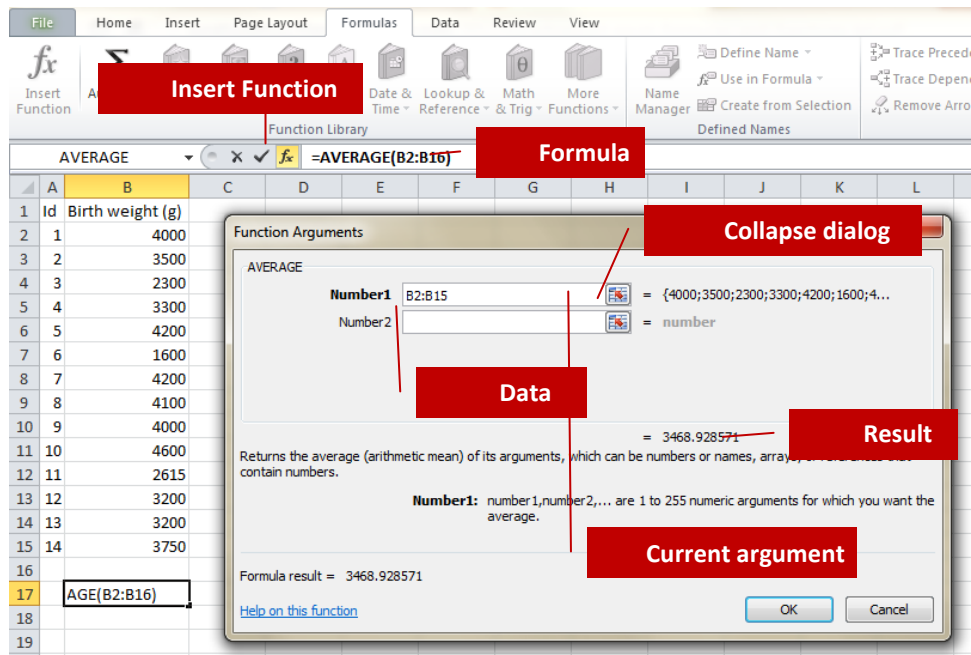 File Home Insert Page Layout Formulas Data Review View
fx Σ θ
Insert Function
Date & Time
Lookup & Reference
Math & Trig
More Functions
Name Manager
Define Name
Use in Formula
Create from Selection
Trace Prece
Trace Depen
Remove Arro
Insert Function
Function Library Defined Names
AVERAGE fx =AVERAGE(B2:B16)
Formula
A B C D E F G H I J K L
1 Id Birth weight (g)
2 1 4000
3 2 3500
4 3 2300
5 4 3300
6 5 4200
7 6 1600
8 7 4200
9 8 4100
10 9 4000
11 10 4600
12 11 2615
13 12 3200
14 13 3200
15 14 3750
16
17 AGE(B2:B16)
18
19
Function Arguments
Collapse dialog
AVERAGE
Number1 B2:B15 = {4000;3500;2300;3300;4200;1600;4...
Number2 = number
Data
= 3468.928571
Result
Returns the average (arithmetic mean) of its arguments, which can be numbers or names, arrays, or references that
contain numbers.
Number1: number1,number2,... are 1 to 255 numeric arguments for which you want the
average.
Current argument
Formula result = 3468.928571
Help on this function OK Cancel